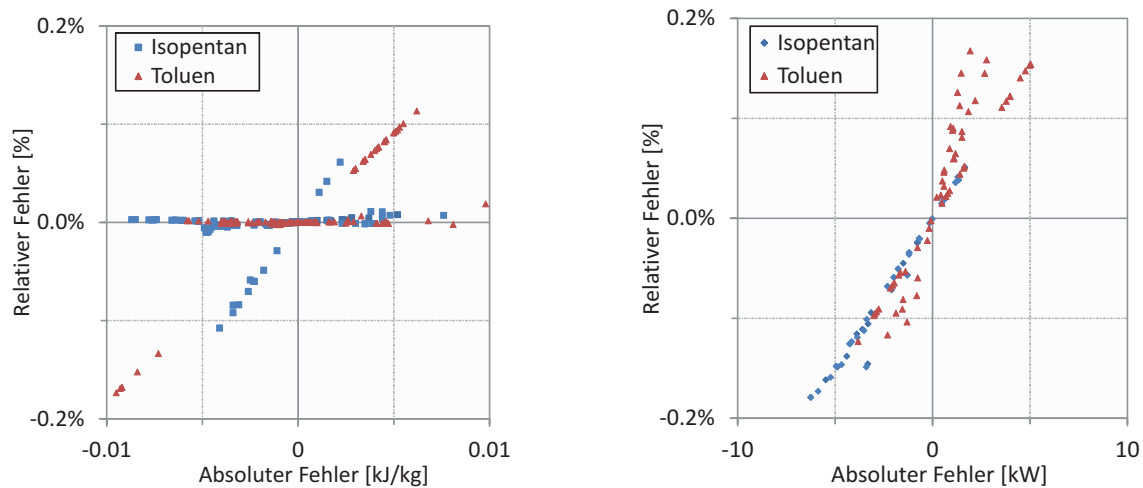 0.2%
Isopentan
Toluen
Relativer Fehler [%]
0.0%
-0.2%
-0.01
0
0.01
Absoluter Fehler [kJ/kg]
0.2%
Isopentan
Toluen
Relativer Fehler [%]
0.0%
-0.2%
-10
0
10
Absoluter Fehler [kW]